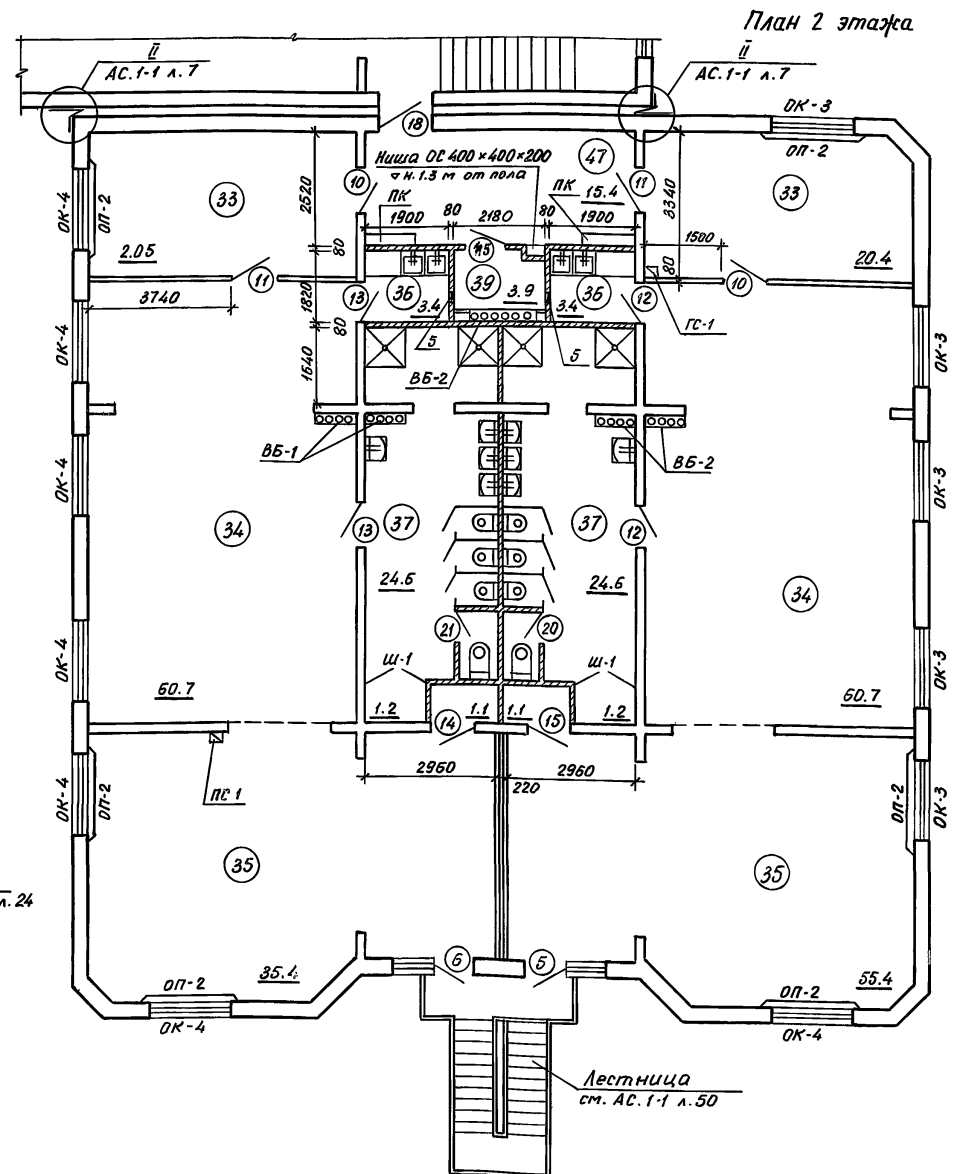 План 2 этажа
II
АС.1-1 л.7
II
АС.1-1 л.7
ОК-3
ОП-2
18
Ниша ОС 400×400×200
н.1.3 м от пола
47
10
11
33
33
ОК-4
ОП-2
2520
ПК
1900
80
2180
80
ПК
15.4
1900
3340
1500
80
2.05
20.4
11
3740
80
1820
80
1640
13
36
3.4
39
3.9
36
3.4
12
10
ГС-1
5
5
ВБ-2
ОК-4
ОК-3
ВБ-1
ВБ-2
ОК-4
ОК-3
34
13
37
37
12
24.6
24.6
34
21
20
ОК-4
ОК-3
60.7
Ш-1
Ш-1
60.7
1.2
14
1.1
1.1
15
1.2
2960
2960
220
ОК-4
ОП-2
ПС 1
ОП-2
ОК-3
35
35
л.24
6
5
35.4
55.4
ОП-2
ОК-4
ОП-2
ОК-4
Лестница
см. АС.1-1 л.50